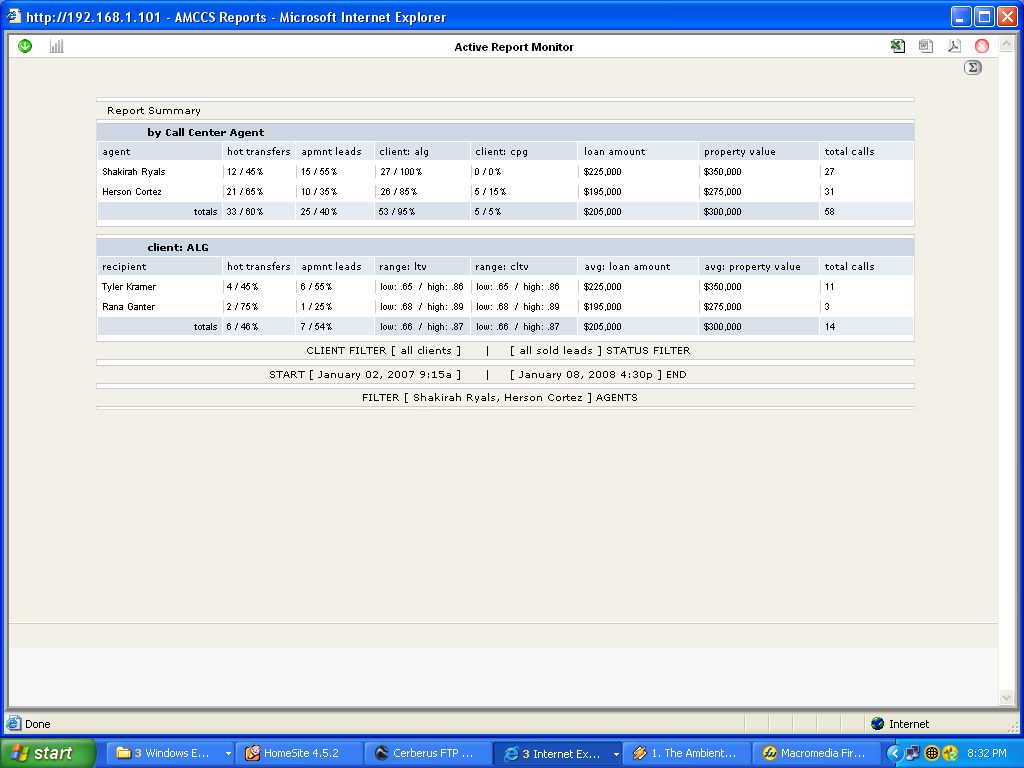 http://192.168.1.101 - AMCCS Reports - Microsoft Internet Explorer
Active Report Monitor
Report Summary
by Call Center Agent
agent hot transfers apmnt leads client: alg client: cpg loan amount property value total calls
Shakirah Ryals 12 / 45% 15 / 55% 27 / 100% 0 / 0% $225,000 $350,000 27
Herson Cortez 21 / 65% 10 / 35% 26 / 85% 5 / 15% $195,000 $275,000 31
totals 33 / 60% 25 / 40% 53 / 95% 5 / 5% $205,000 $300,000 58
client: ALG
recipient hot transfers apmnt leads range: ltv range: cltv avg: loan amount avg: property value total calls
Tyler Kramer 4 / 45% 6 / 55% low: .65 / high: .86 low: .65 / high: .86 $225,000 $350,000 11
Rana Ganter 2 / 75% 1 / 25% low: .68 / high: .89 low: .68 / high: .89 $195,000 $275,000 3
totals 6 / 46% 7 / 54% low: .66 / high: .87 low: .66 / high: .87 $205,000 $300,000 14
CLIENT FILTER [ all clients ] | [ all sold leads ] STATUS FILTER
START [ January 02, 2007 9:15a ] | [ January 08, 2008 4:30p ] END
FILTER [ Shakirah Ryals, Herson Cortez ] AGENTS
Done Internet
start 3 Windows E... HomeSite 4.5.2 Cerberus FTP ... 3 Internet Ex... 1. The Ambient... Macromedia Fir... 8:32 PM